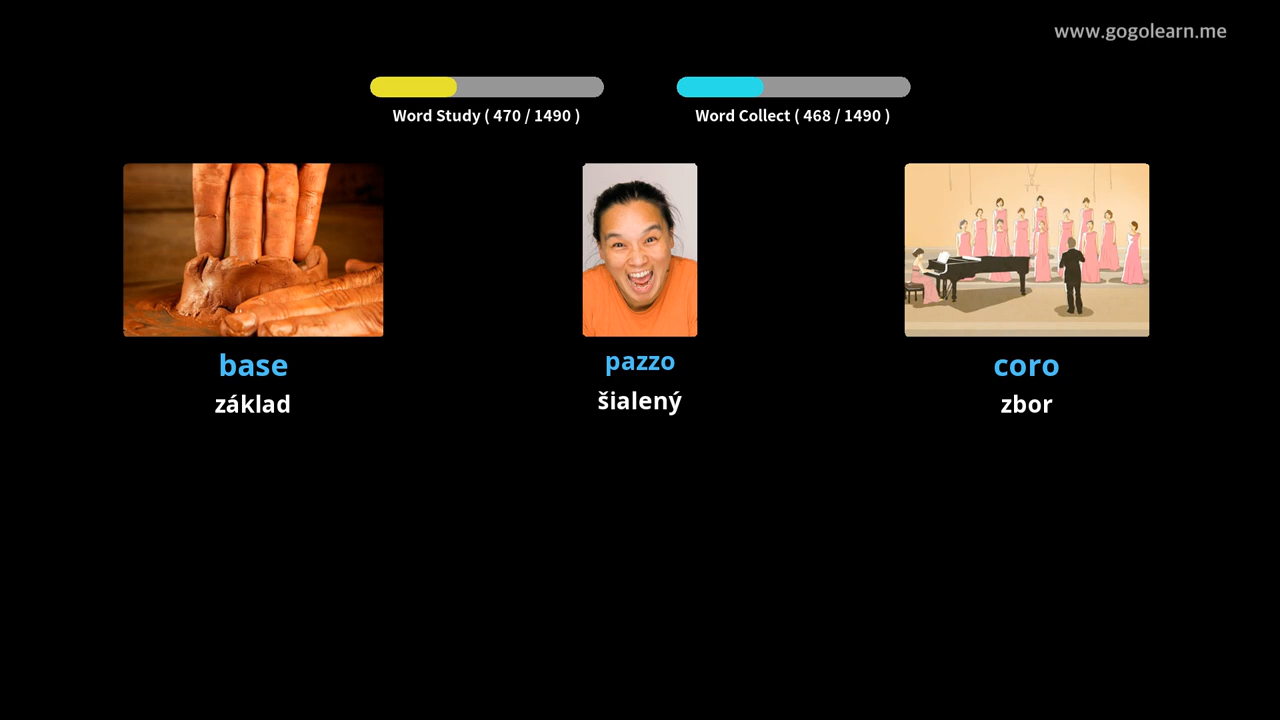 www.gogolearn.me
Word Study ( 470 / 1490 )
Word Collect ( 468 / 1490 )
base
základ
pazzo
šialený
coro
zbor